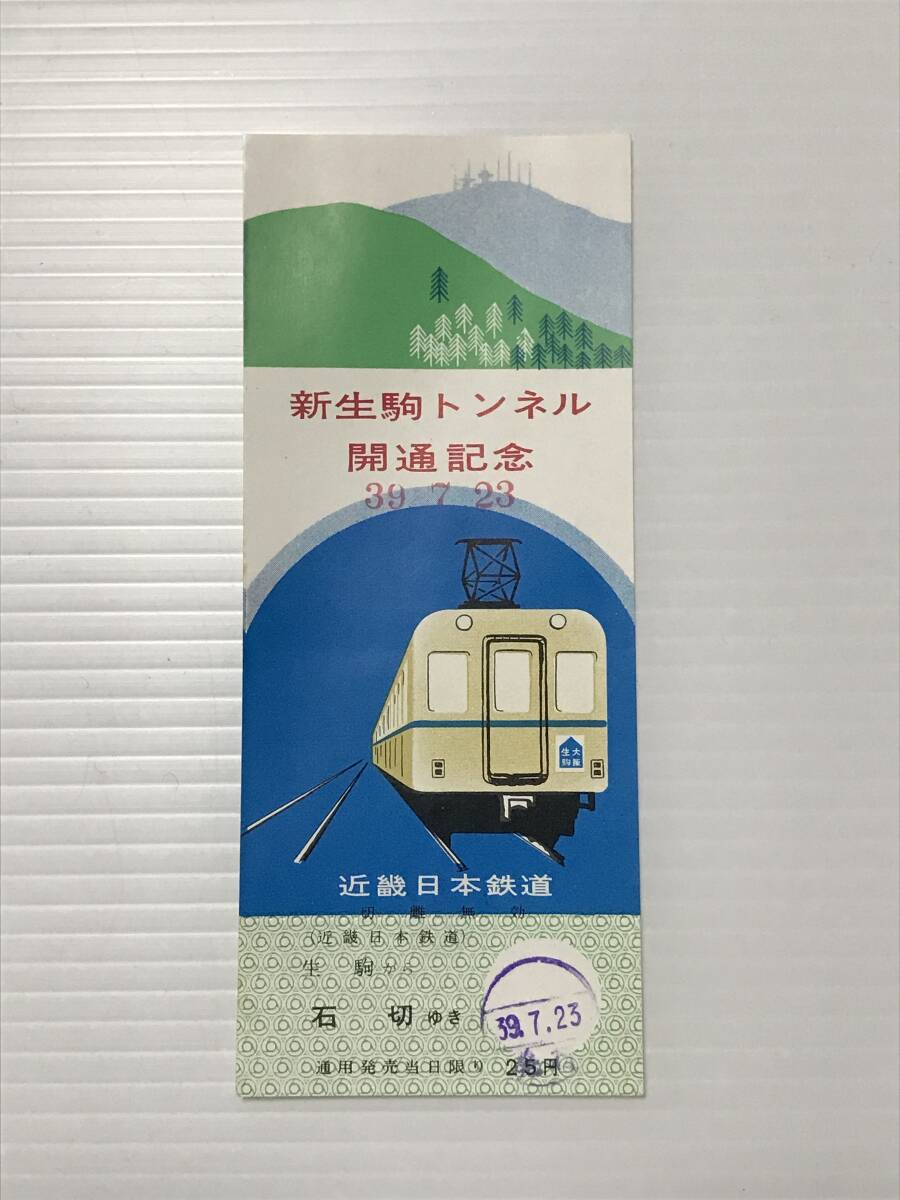 新生駒トンネル
開通記念
39 7 23
大阪
生駒
近畿日本鉄道
切離無効
(近畿日本鉄道)
生駒から
石切ゆき
39.7.23
通用発売当日限り 25円